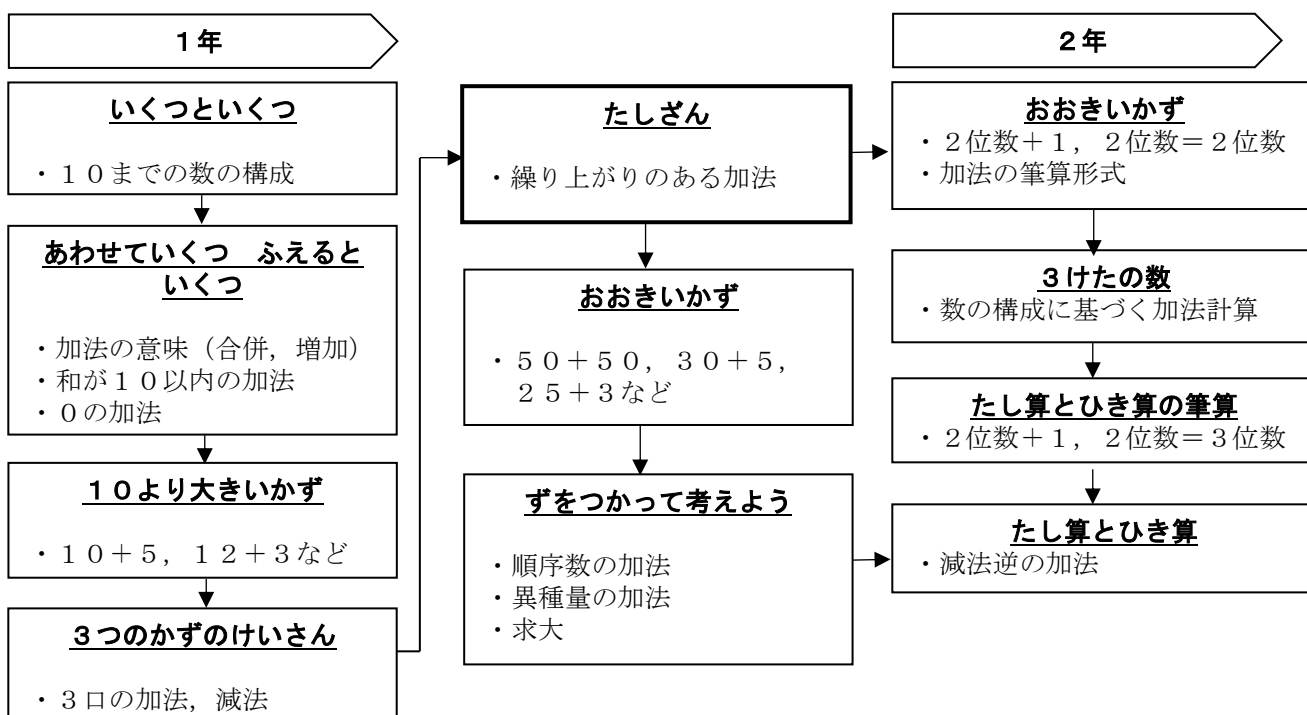 １年
いくつといくつ
・１０までの数の構成
あわせていくつ　ふえると
いくつ
・加法の意味（合併，増加）
・和が１０以内の加法
・０の加法
１０より大きいかず
・１０＋５，１２＋３など
３つのかずのけいさん
・３口の加法，減法
たしざん
・繰り上がりのある加法
おおきいかず
・５０＋５０，３０＋５，
２５＋３など
ずをつかって考えよう
・順序数の加法
・異種量の加法
・求大
２年
おおきいかず
・２位数＋１，２位数＝２位数
・加法の筆算形式
３けたの数
・数の構成に基づく加法計算
たし算とひき算の筆算
・２位数＋１，２位数＝３位数
たし算とひき算
・減法逆の加法